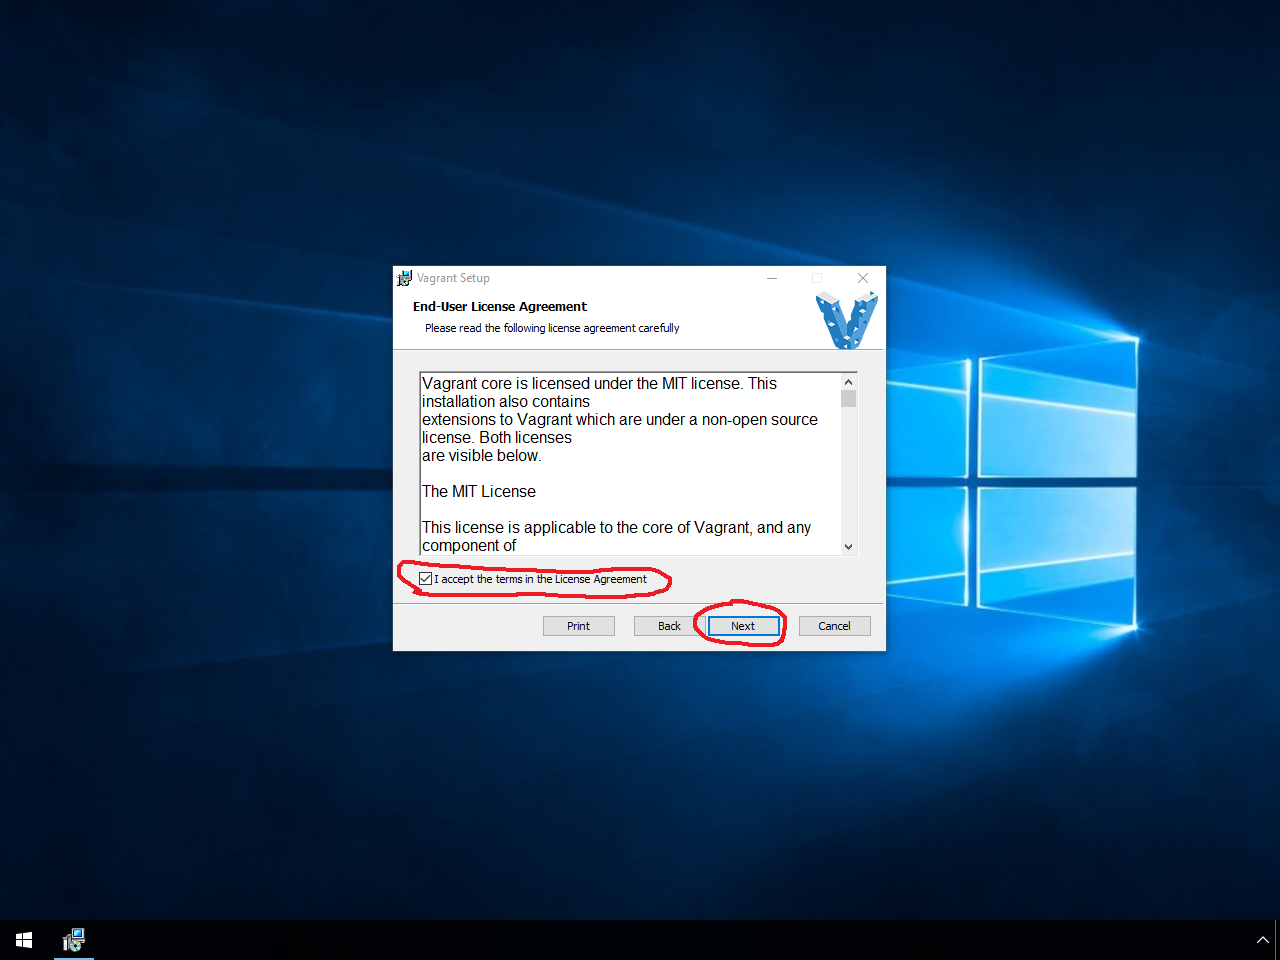 Vagrant Setup
End-User License Agreement
Please read the following license agreement carefully
Vagrant core is licensed under the MIT license. This
installation also contains
extensions to Vagrant which are under a non-open source
license. Both licenses
are visible below.
The MIT License
This license is applicable to the core of Vagrant, and any
component of
I accept the terms in the License Agreement
Print Back Next Cancel